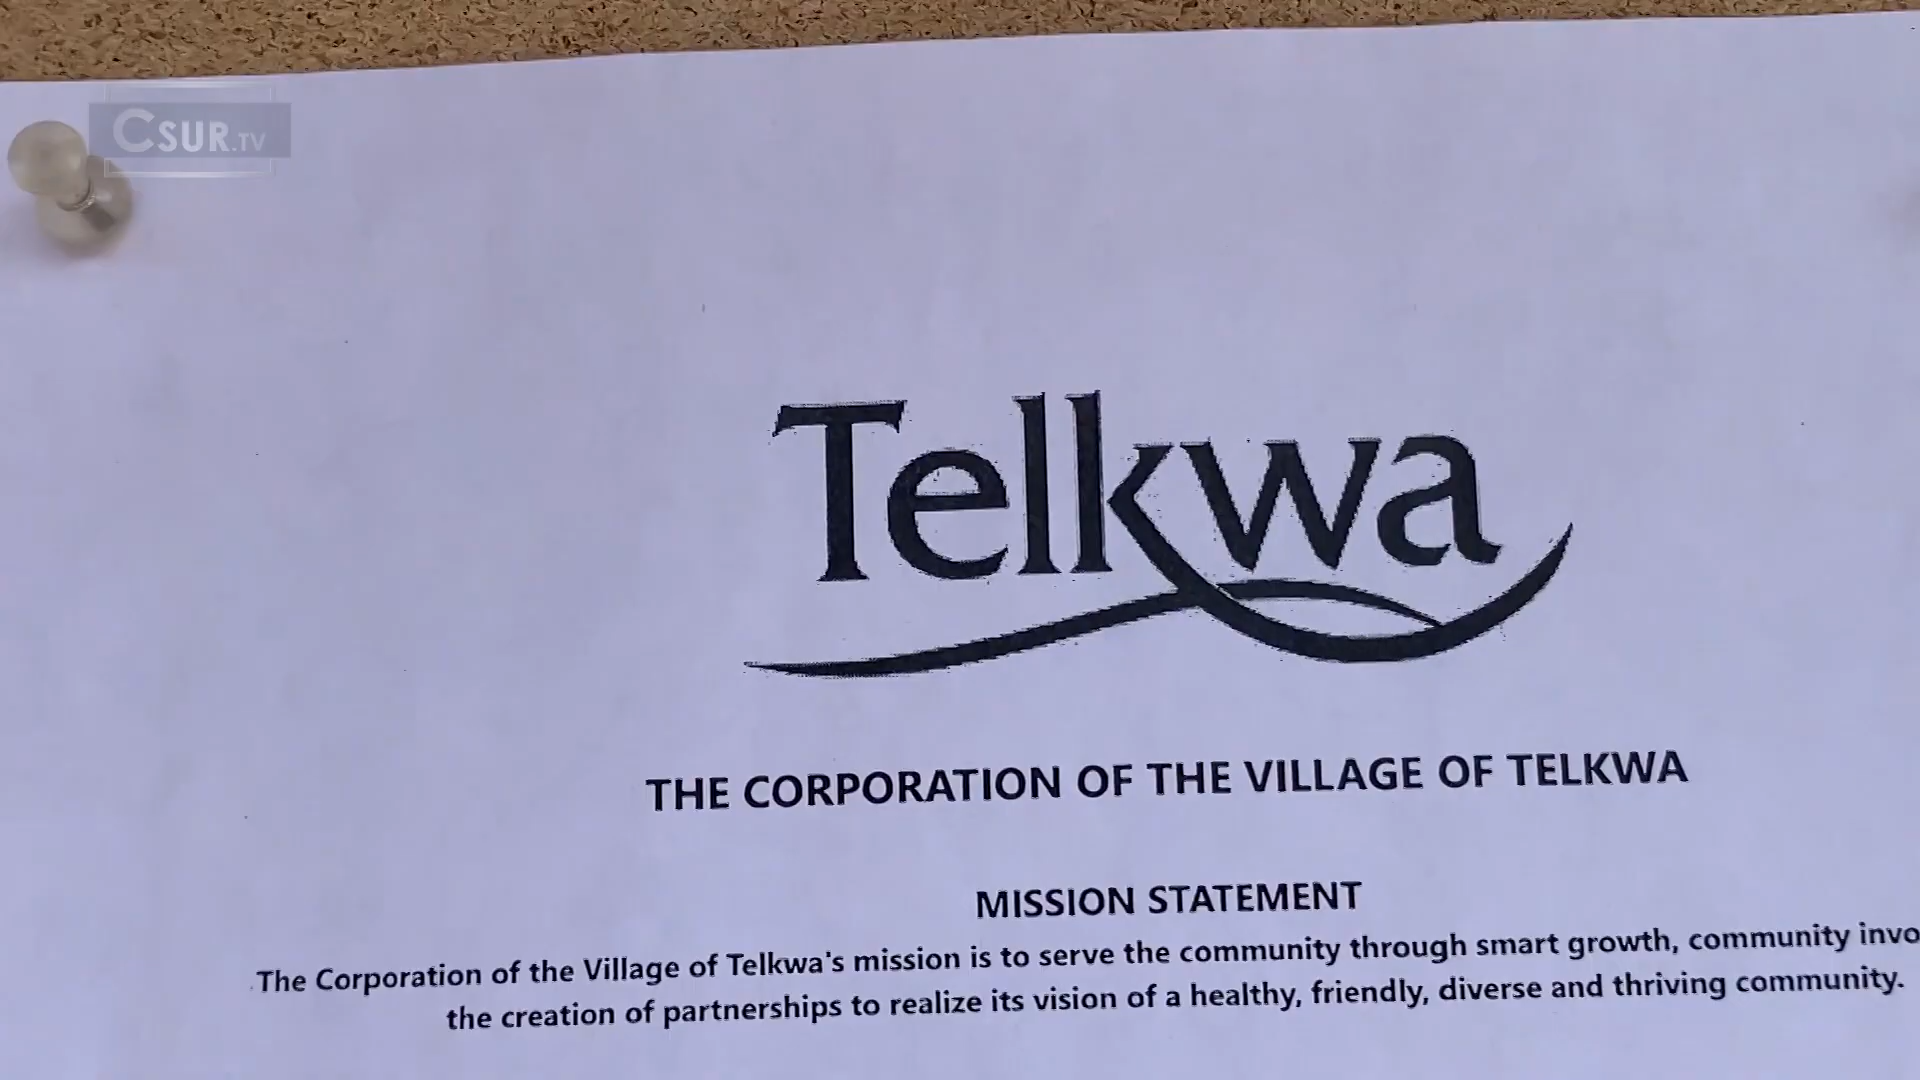 CSUR.TV
Telkwa
THE CORPORATION OF THE VILLAGE OF TELKWA
MISSION STATEMENT
The Corporation of the Village of Telkwa's mission is to serve the community through smart growth, community invo
the creation of partnerships to realize its vision of a healthy, friendly, diverse and thriving community.